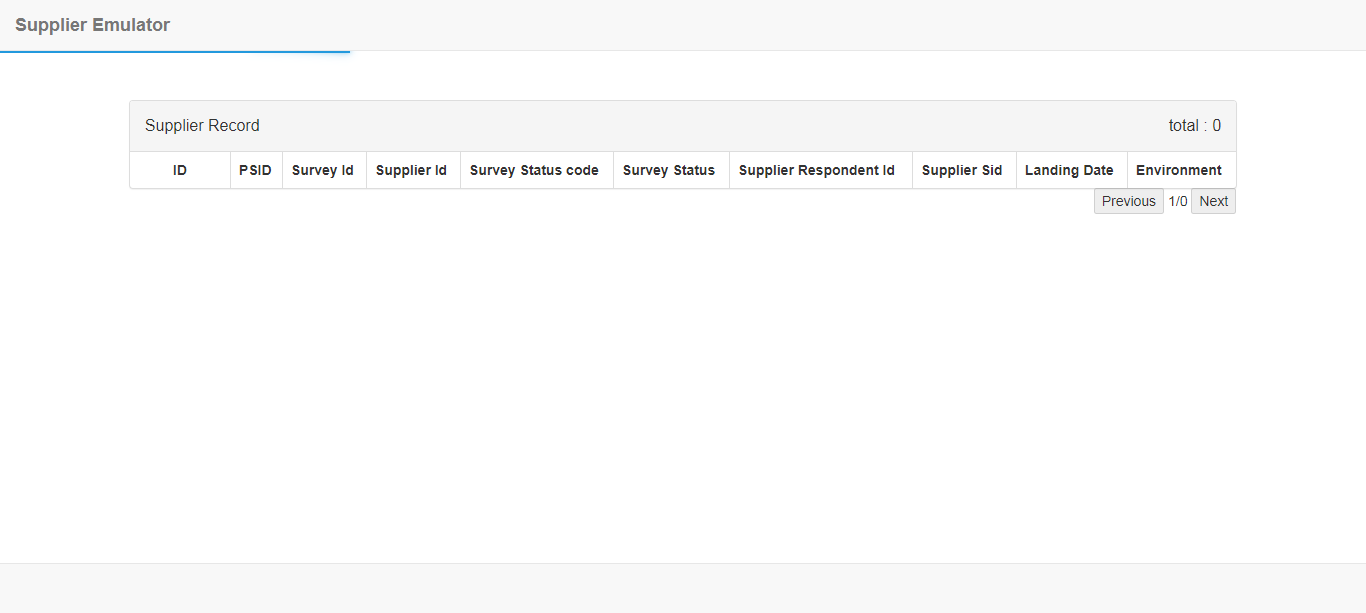 Supplier Emulator
Supplier Record total : 0
ID PSID Survey Id Supplier Id Survey Status code Survey Status Supplier Respondent Id Supplier Sid Landing Date Environment
Previous 1/0 Next